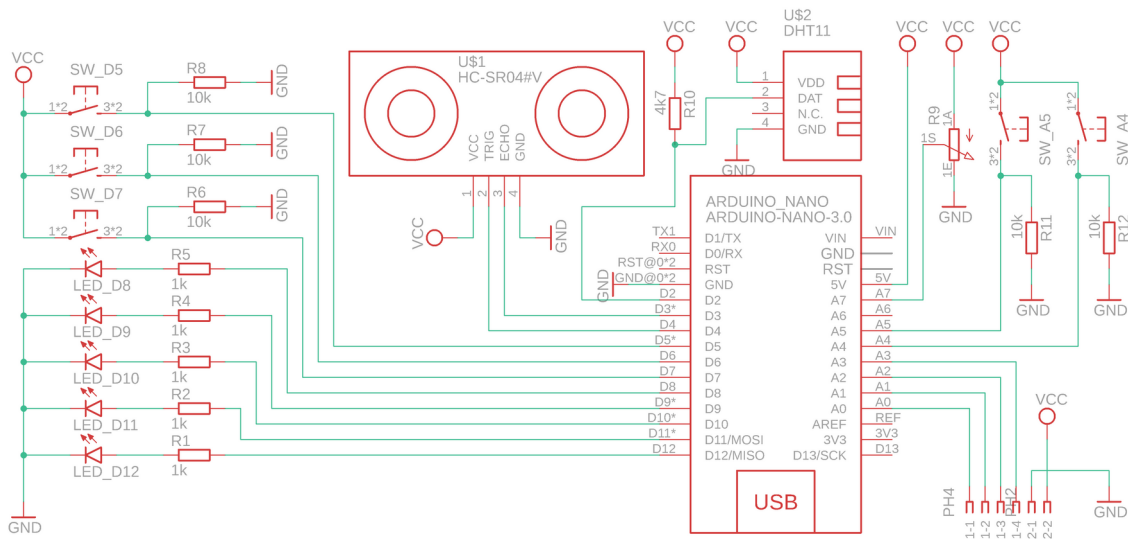 VCC
SW_D5
1*2
3*2
R8
10k
GND
SW_D6
1*2
3*2
R7
10k
GND
SW_D7
1*2
3*2
R6
10k
GND
LED_D8
R5
1k
LED_D9
R4
1k
LED_D10
R3
1k
LED_D11
R2
1k
LED_D12
R1
1k
GND
U$1
HC-SR04#V
VCC
TRIG
ECHO
GND
1
2
3
4
VCC
GND
VCC
4k7
R10
VCC
U$2
DHT11
1
2
3
4
VDD
DAT
N.C.
GND
GND
VCC
VCC
R9
1A
1S
1E
GND
VCC
1*2
3*2
SW_A5
1*2
3*2
SW_A4
10k
R11
GND
10k
R12
GND
ARDUINO_NANO
ARDUINO-NANO-3.0
TX1 D1/TX VIN VIN
RX0 D0/RX GND
RST@0*2 RST RST
GND GND@0*2 GND 5V 5V
D2 D2 A7 A7
D3* D3 A6 A6
D4 D4 A5 A5
D5* D5 A4 A4
D6 D6 A3 A3
D7 D7 A2 A2
D8 D8 A1 A1
D9* D9 A0 A0
D10* D10 AREF REF
D11* D11/MOSI 3V3 3V3
D12 D12/MISO D13/SCK D13
USB
VCC
PH4
1-1
1-2
1-3
1-4
PH2
2-1
2-2
GND